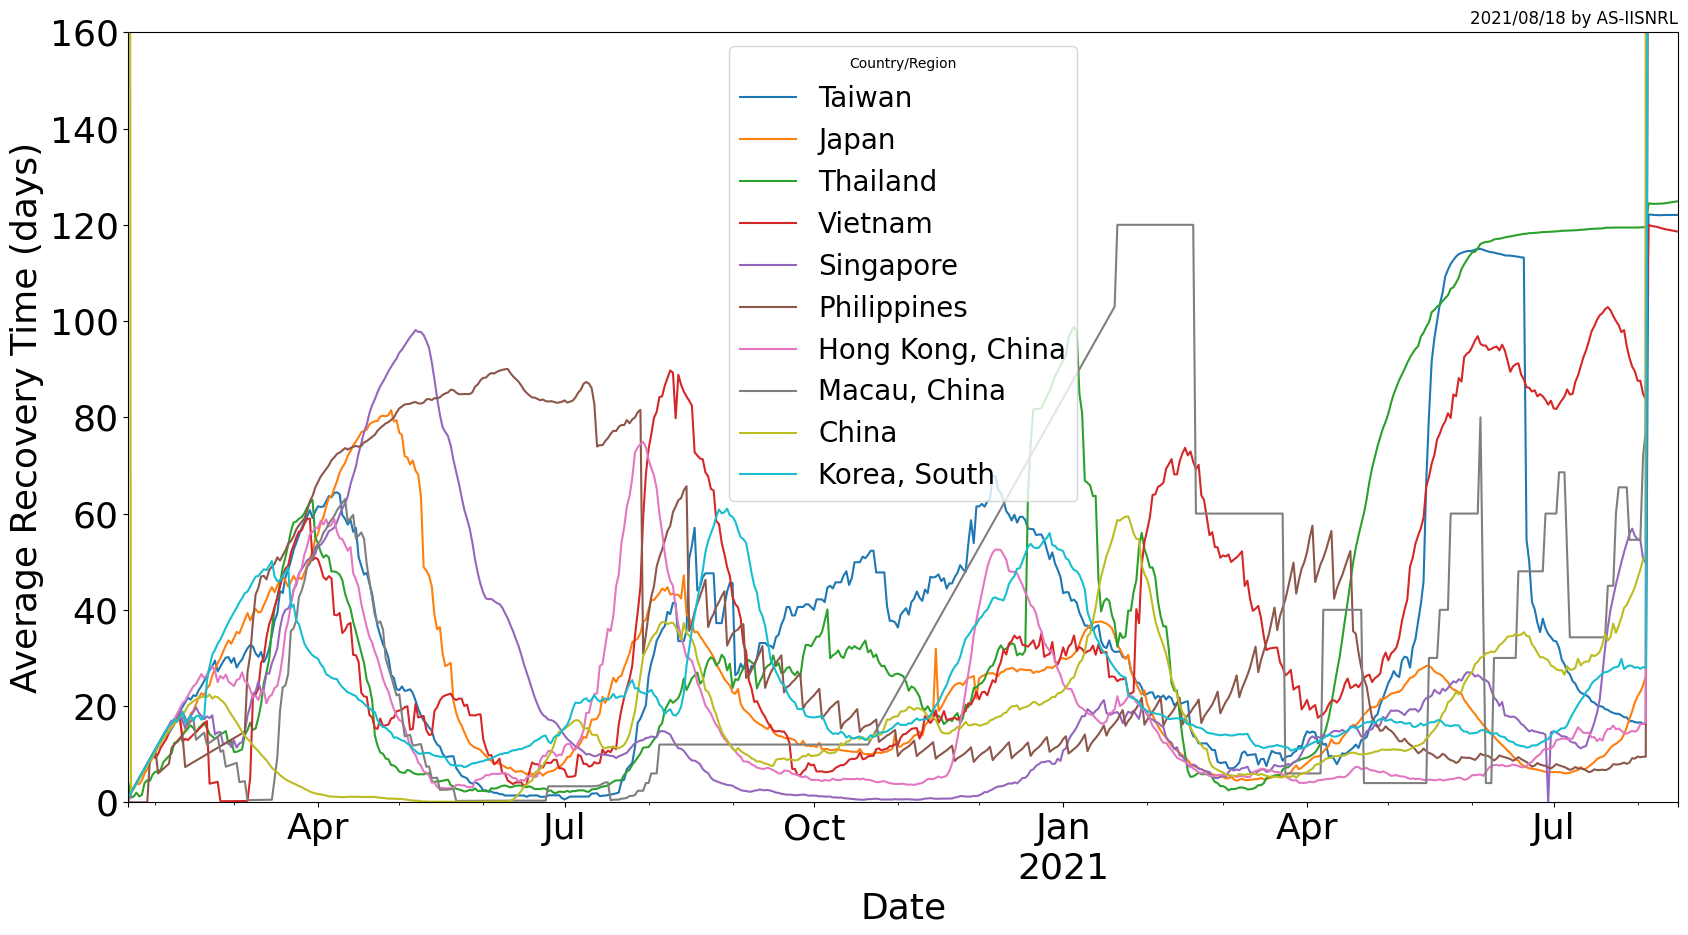 2021/08/18 by AS-IISNRL
160
140
120
100
80
60
40
20
0
Average Recovery Time (days)
Country/Region
Taiwan
Japan
Thailand
Vietnam
Singapore
Philippines
Hong Kong, China
Macau, China
China
Korea, South
Apr
Jul
Oct
Jan
2021
Apr
Jul
Date